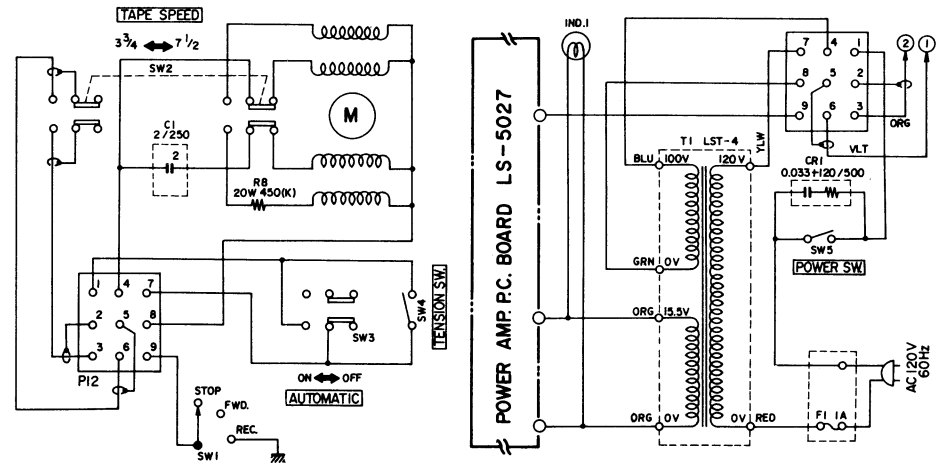 TAPE SPEED
3 3/4 7 1/2
SW2
C1
2/250
2
R8
20W 450(K)
M
1 4 7
2 5 8
3 6 9
P12
STOP
FWD.
REC.
SW1
SW3
ON OFF
AUTOMATIC
SW4
TENSION SW.
POWER AMP. P.C. BOARD LS-5027
IND.1
7 4 1
8 5 2
9 6 3
2 1
ORG
VLT
YLW
T1 LST-4
BLU 100V 120V
GRN 0V
ORG 15.5V
ORG 0V 0V RED
CR1
0.033+120/500
SW5
POWER SW.
AC 120V
60Hz
F1 1A